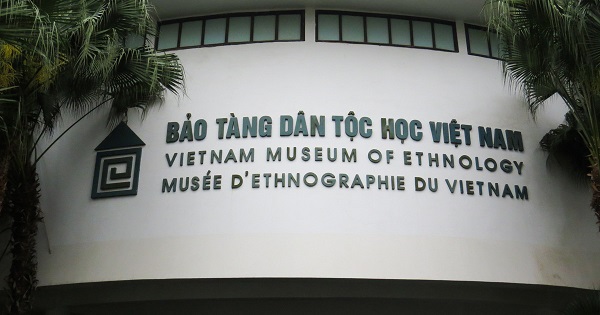 BẢO TÀNG DÂN TỘC HỌC VIỆT NAM
VIETNAM MUSEUM OF ETHNOLOGY
MUSÉE D'ETHNOGRAPHIE DU VIETNAM